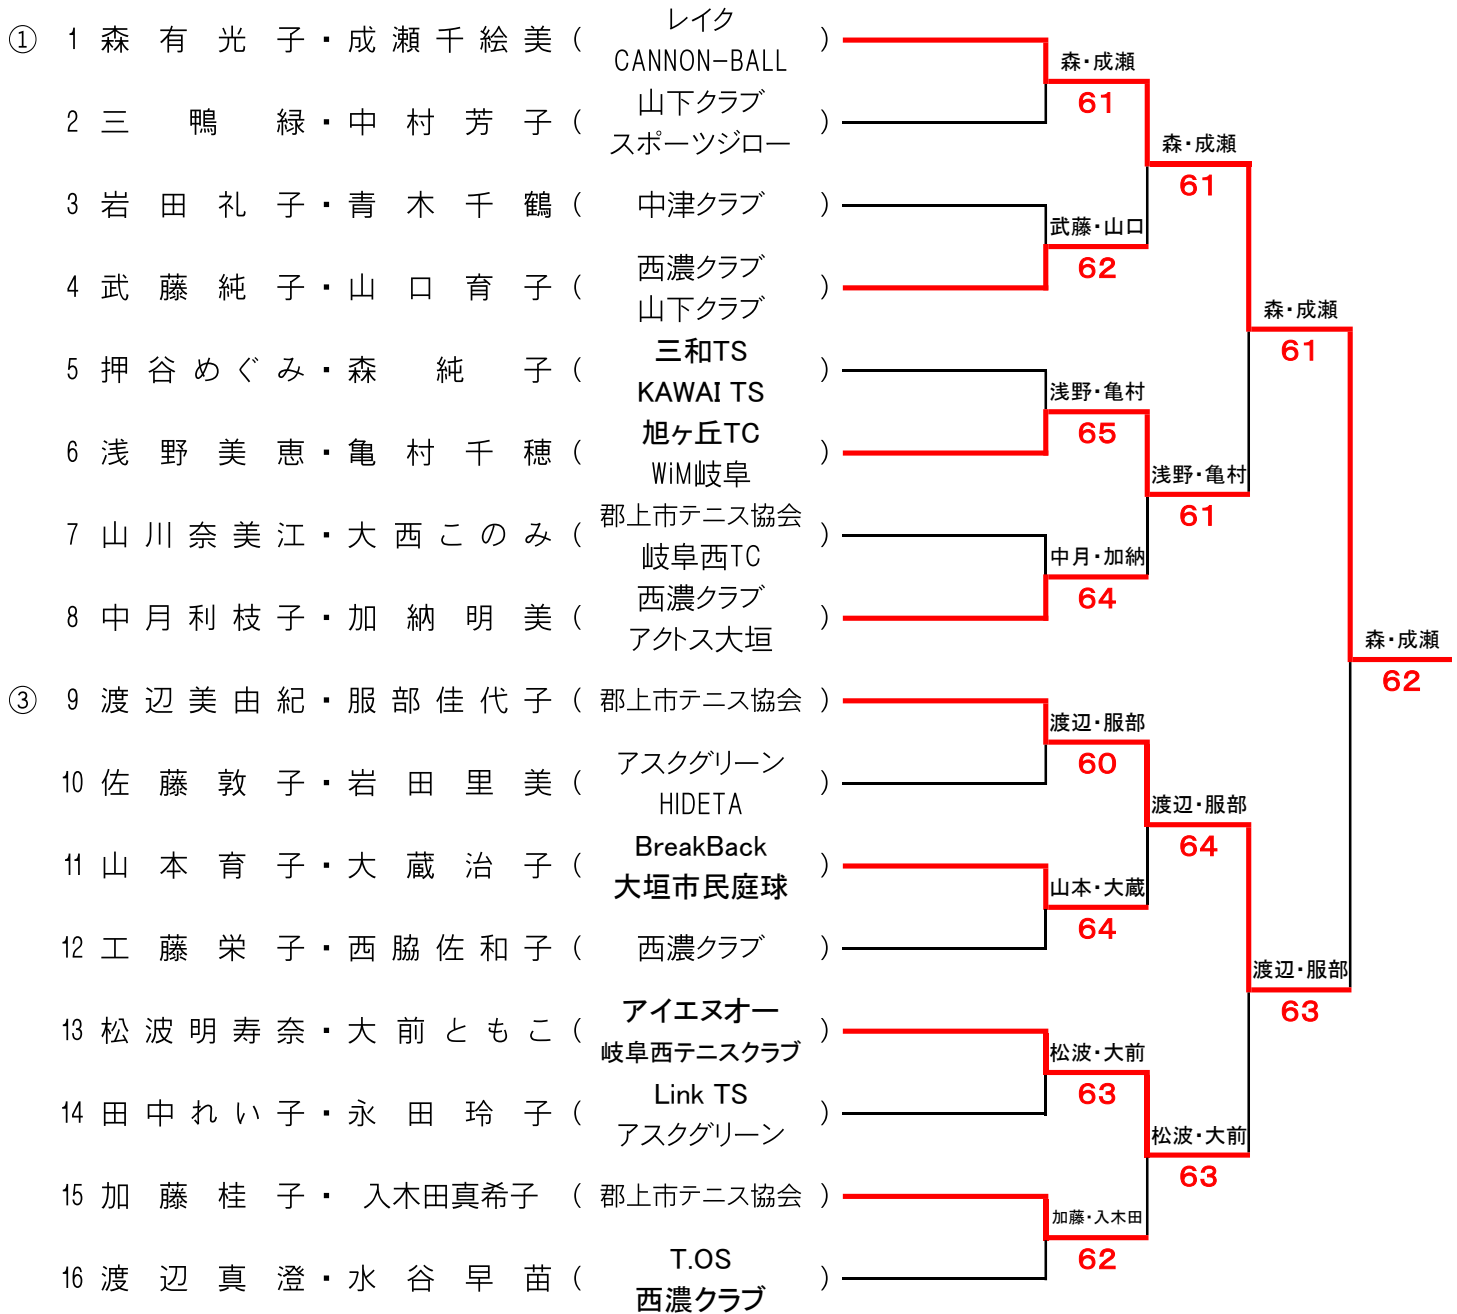 レイク
① 1 森有光子・成瀬千絵美 ( )
CANNON-BALL
森・成瀬
61
山下クラブ
2 三鴨緑・中村芳子 ( )
スポーツジロー
森・成瀬
61
3 岩田礼子・青木千鶴 ( 中津クラブ )
武藤・山口
62
西濃クラブ
4 武藤純子・山口育子 ( )
山下クラブ
森・成瀬
61
三和TS
5 押谷めぐみ・森純子 ( )
KAWAI TS
浅野・亀村
65
旭ヶ丘TC
6 浅野美恵・亀村千穂 ( )
WiM岐阜
浅野・亀村
61
郡上市テニス協会
7 山川奈美江・大西このみ ( )
岐阜西TC
中月・加納
64
西濃クラブ
8 中月利枝子・加納明美 ( )
アクトス大垣
森・成瀬
62
③ 9 渡辺美由紀・服部佳代子 ( 郡上市テニス協会 )
渡辺・服部
60
アスクグリーン
10 佐藤敦子・岩田里美 ( )
HIDETA
渡辺・服部
64
BreakBack
11 山本育子・大蔵治子 ( )
大垣市民庭球
山本・大蔵
64
12 工藤栄子・西脇佐和子 ( 西濃クラブ )
渡辺・服部
63
アイエヌオー
13 松波明寿奈・大前ともこ ( )
岐阜西テニスクラブ
松波・大前
63
Link TS
14 田中れい子・永田玲子 ( )
アスクグリーン
松波・大前
63
15 加藤桂子・入木田真希子 ( 郡上市テニス協会 )
加藤・入木田
62
T.OS
16 渡辺真澄・水谷早苗 ( )
西濃クラブ